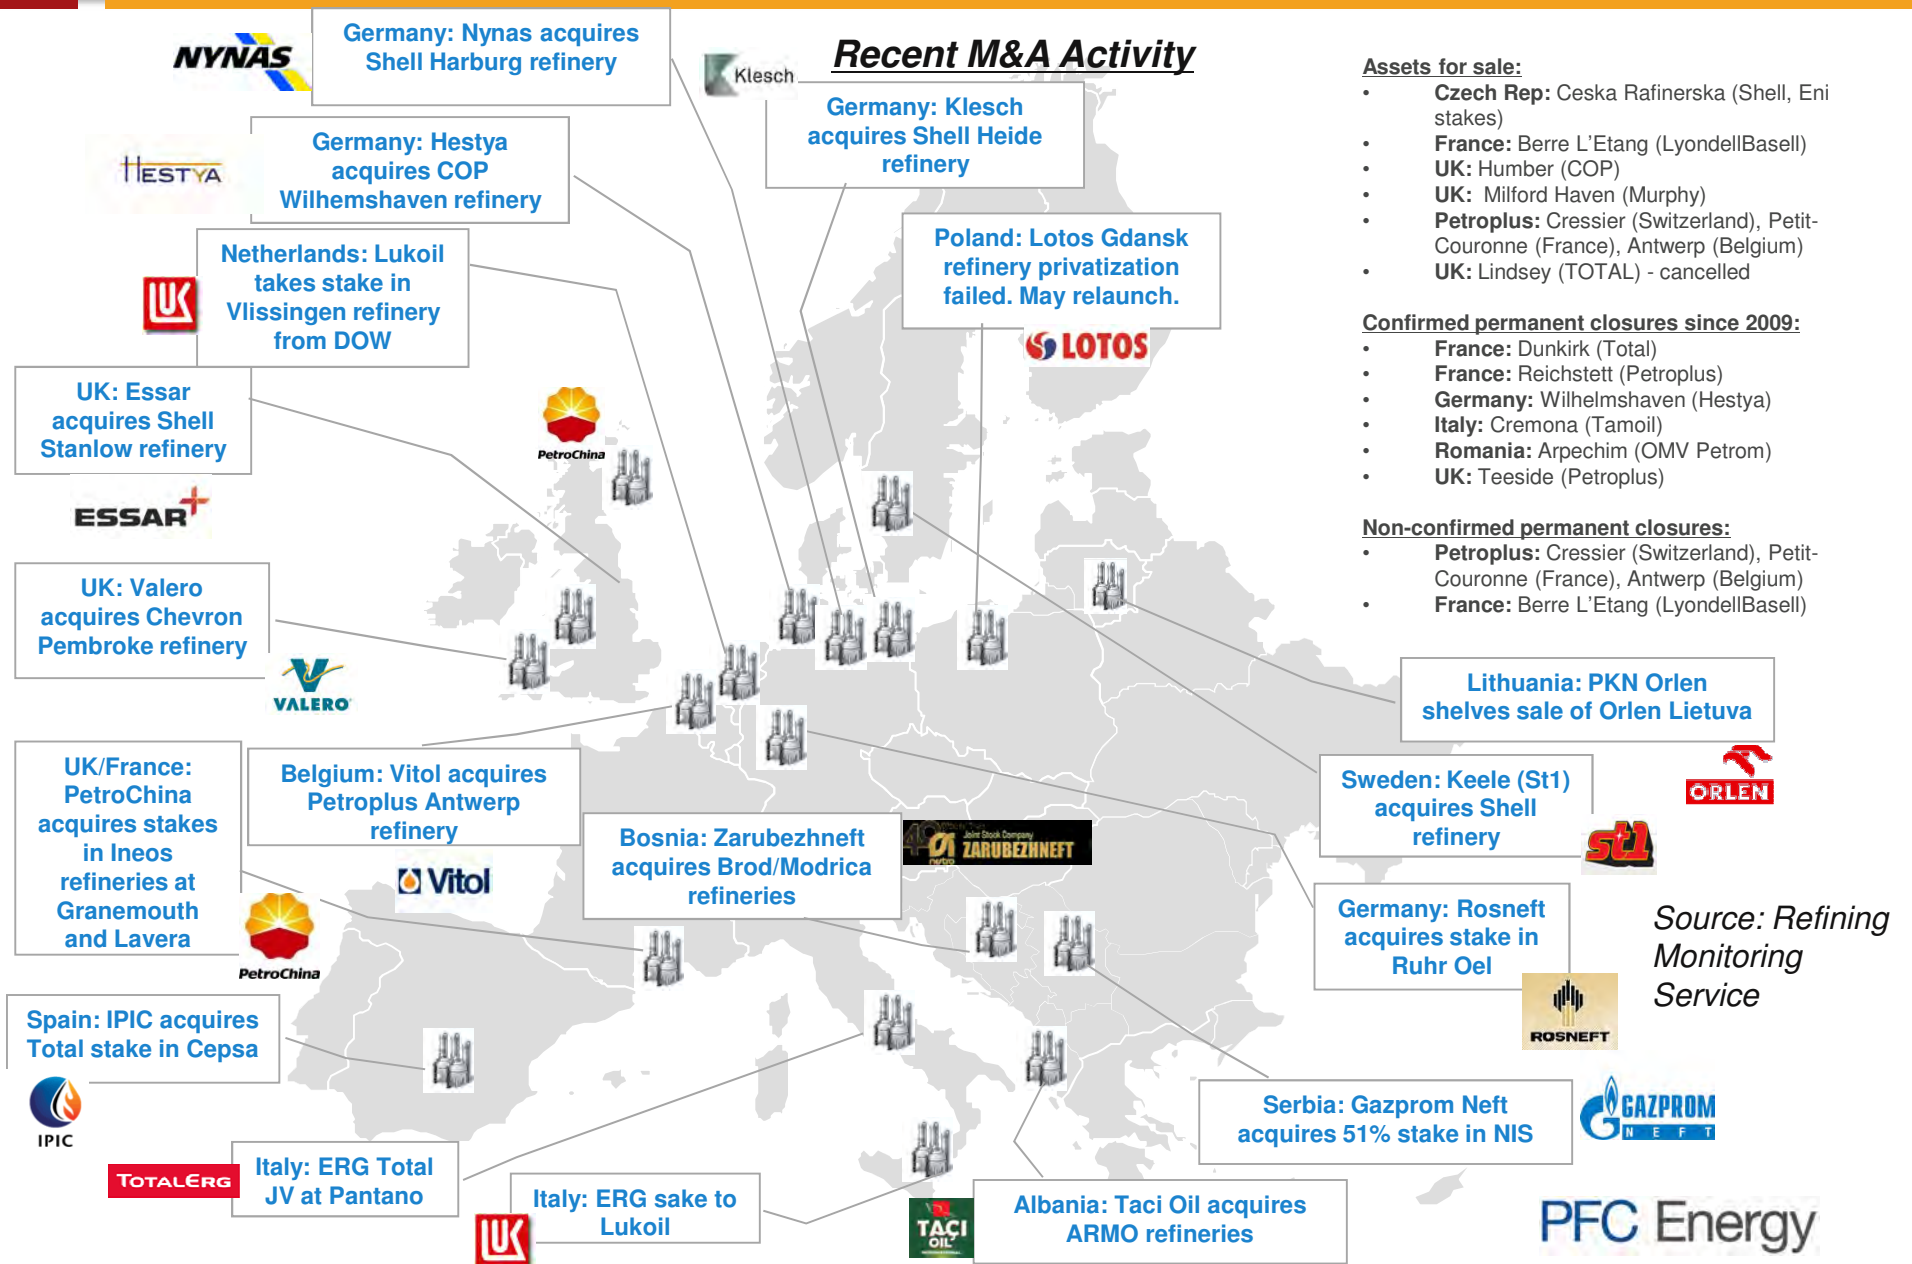 Recent M&A Activity
NYNAS
Germany: Nynas acquires
Shell Harburg refinery
Klesch
Germany: Klesch
acquires Shell Heide
refinery
HESTYA
Germany: Hestya
acquires COP
Wilhemshaven refinery
Netherlands: Lukoil
takes stake in
Vlissingen refinery
from DOW
LUK
Poland: Lotos Gdansk
refinery privatization
failed. May relaunch.
LOTOS
UK: Essar
acquires Shell
Stanlow refinery
ESSAR
PetroChina
UK: Valero
acquires Chevron
Pembroke refinery
VALERO
UK/France:
PetroChina
acquires stakes
in Ineos
refineries at
Granemouth
and Lavera
PetroChina
Belgium: Vitol acquires
Petroplus Antwerp
refinery
Vitol
Bosnia: Zarubezhneft
acquires Brod/Modrica
refineries
40
nestro
Joint Stock Company
ZARUBEZHNEFT
Spain: IPIC acquires
Total stake in Cepsa
IPIC
TOTALERG
Italy: ERG Total
JV at Pantano
LUK
Italy: ERG sake to
Lukoil
TAÇI
OIL
Albania: Taci Oil acquires
ARMO refineries
Serbia: Gazprom Neft
acquires 51% stake in NIS
GAZPROM
NEFT
Germany: Rosneft
acquires stake in
Ruhr Oel
ROSNEFT
Sweden: Keele (St1)
acquires Shell
refinery
st1
Lithuania: PKN Orlen
shelves sale of Orlen Lietuva
ORLEN
Assets for sale:
• Czech Rep: Ceska Rafinerska (Shell, Eni
stakes)
• France: Berre L'Etang (LyondellBasell)
• UK: Humber (COP)
• UK: Milford Haven (Murphy)
• Petroplus: Cressier (Switzerland), Petit-
Couronne (France), Antwerp (Belgium)
• UK: Lindsey (TOTAL) - cancelled
Confirmed permanent closures since 2009:
• France: Dunkirk (Total)
• France: Reichstett (Petroplus)
• Germany: Wilhelmshaven (Hestya)
• Italy: Cremona (Tamoil)
• Romania: Arpechim (OMV Petrom)
• UK: Teeside (Petroplus)
Non-confirmed permanent closures:
• Petroplus: Cressier (Switzerland), Petit-
Couronne (France), Antwerp (Belgium)
• France: Berre L'Etang (LyondellBasell)
Source: Refining
Monitoring
Service
PFC Energy